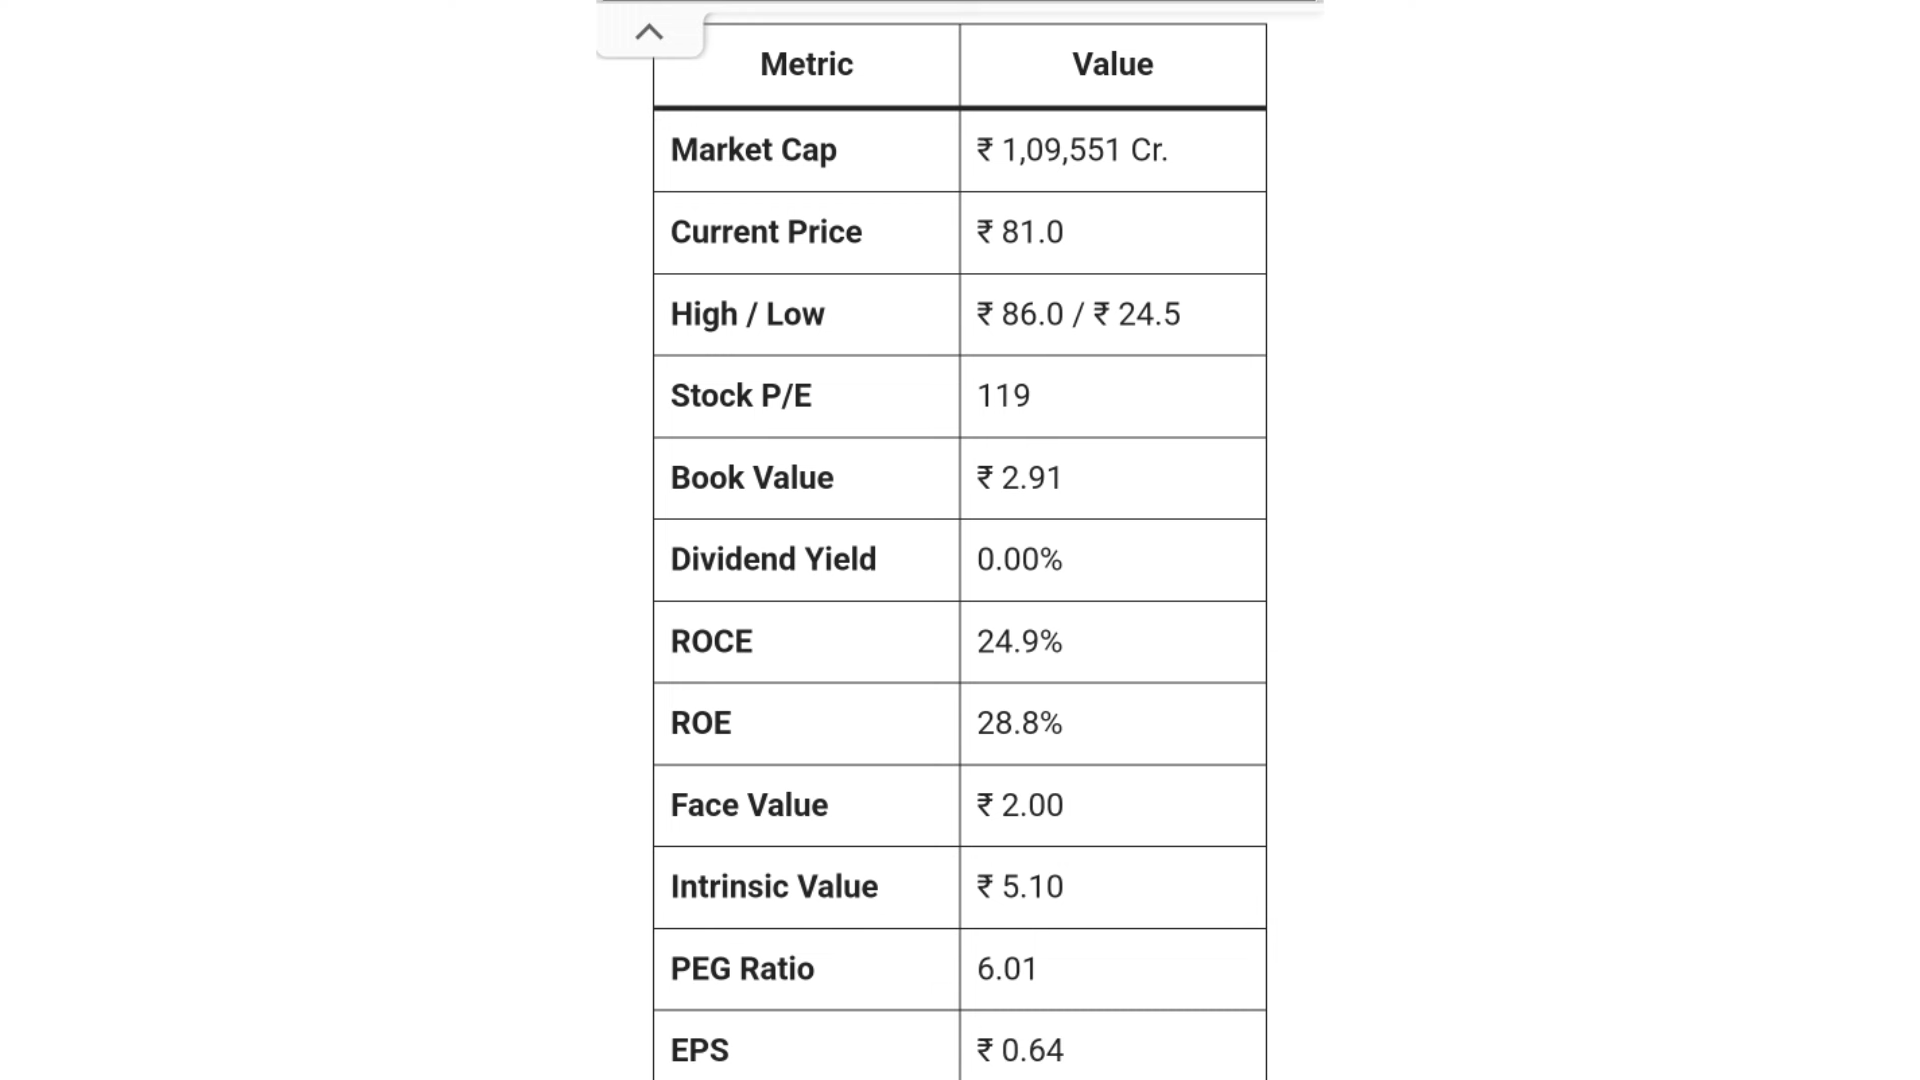 Metric Value
Market Cap ₹ 1,09,551 Cr.
Current Price ₹ 81.0
High / Low ₹ 86.0 / ₹ 24.5
Stock P/E 119
Book Value ₹ 2.91
Dividend Yield 0.00%
ROCE 24.9%
ROE 28.8%
Face Value ₹ 2.00
Intrinsic Value ₹ 5.10
PEG Ratio 6.01
EPS ₹ 0.64